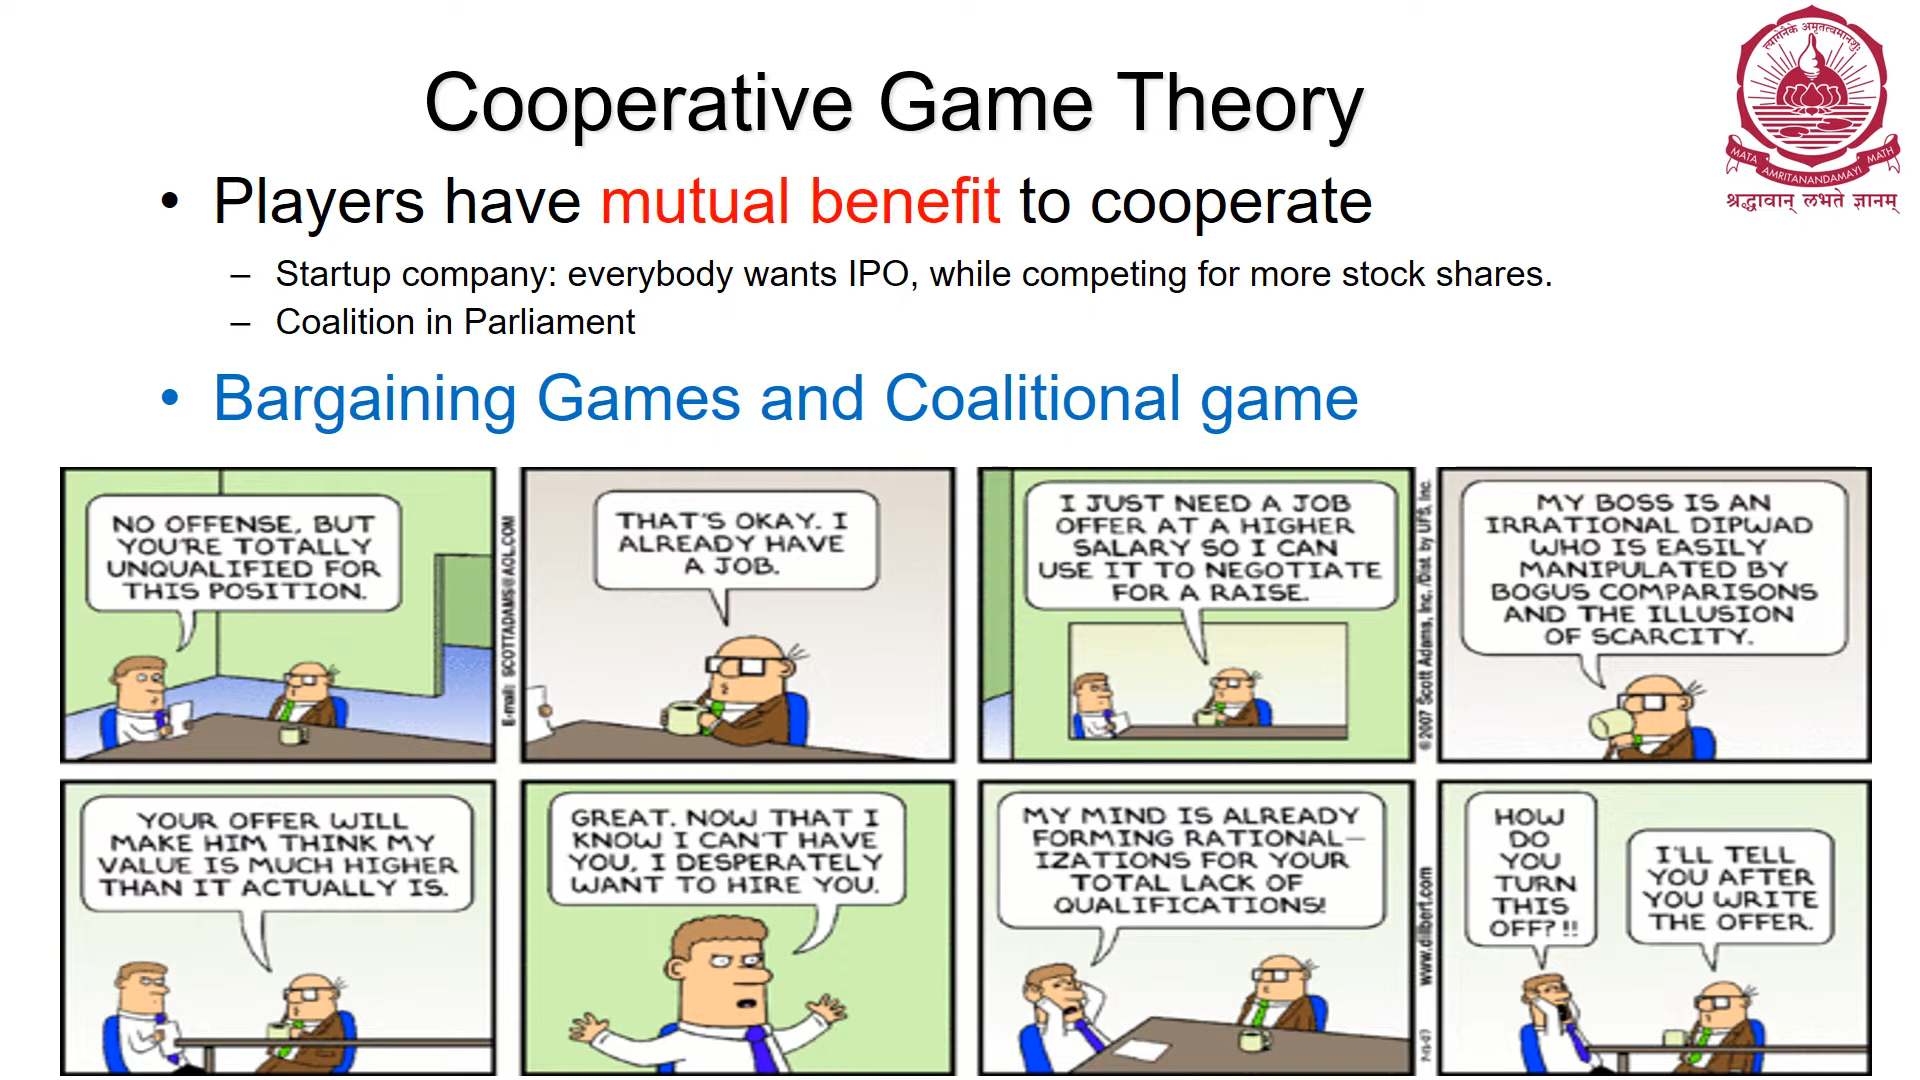 Cooperative Game Theory
त्यागेनैके अमृतत्वमानशुः
MATA AMRITANANDAMAYI MATH
श्रद्धावान् लभते ज्ञानम्
• Players have mutual benefit to cooperate
– Startup company: everybody wants IPO, while competing for more stock shares.
– Coalition in Parliament
• Bargaining Games and Coalitional game
NO OFFENSE, BUT
YOU'RE TOTALLY
UNQUALIFIED FOR
THIS POSITION.
E-mail: SCOTTADAMS@AOL.COM
THAT'S OKAY. I
ALREADY HAVE
A JOB.
I JUST NEED A JOB
OFFER AT A HIGHER
SALARY SO I CAN
USE IT TO NEGOTIATE
FOR A RAISE.
©2007 Scott Adams, Inc./Dist. by UFS, Inc.
MY BOSS IS AN
IRRATIONAL DIPWAD
WHO IS EASILY
MANIPULATED BY
BOGUS COMPARISONS
AND THE ILLUSION
OF SCARCITY.
YOUR OFFER WILL
MAKE HIM THINK MY
VALUE IS MUCH HIGHER
THAN IT ACTUALLY IS.
GREAT. NOW THAT I
KNOW I CAN'T HAVE
YOU, I DESPERATELY
WANT TO HIRE YOU.
MY MIND IS ALREADY
FORMING RATIONAL-
IZATIONS FOR YOUR
TOTAL LACK OF
QUALIFICATIONS!
www.dilbert.com
HOW
DO
YOU
TURN
THIS
OFF?!!
I'LL TELL
YOU AFTER
YOU WRITE
THE OFFER.